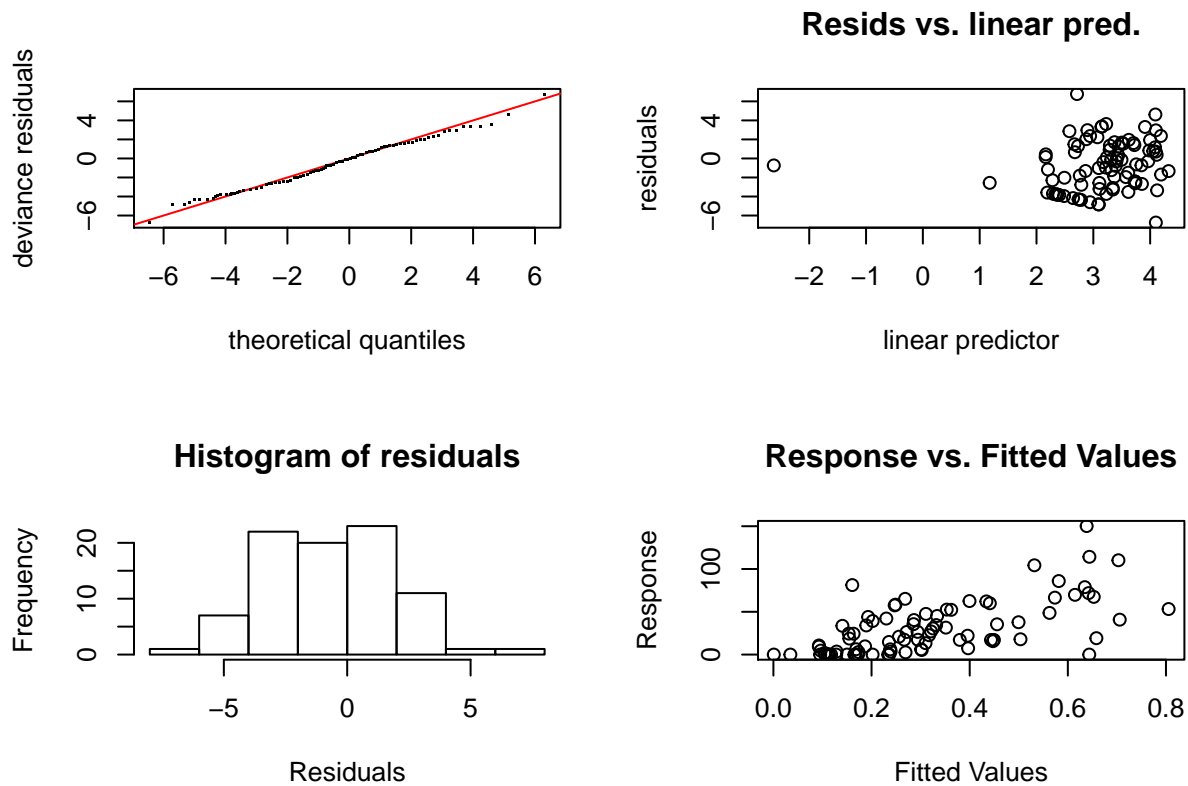 deviance residuals
4
0
−6
−6 −4 −2 0 2 4 6
theoretical quantiles
Resids vs. linear pred.
residuals
4
0
−6
−2 −1 0 1 2 3 4
linear predictor
Histogram of residuals
Frequency
20
10
0
−5 0 5
Residuals
Response vs. Fitted Values
Response
100
0
0.0 0.2 0.4 0.6 0.8
Fitted Values